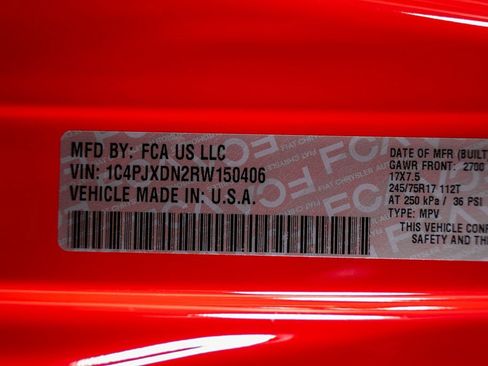 MFD BY: FCA US LLC
VIN: 1C4PJXDN2RW150406
VEHICLE MADE IN: U.S.A.
DATE OF MFR (BUILT
GAWR FRONT: 2700
17X7.5
245/75R17 112T
AT 250 kPa / 36 PSI
TYPE: MPV
THIS VEHICLE CONF
SAFETY AND THE